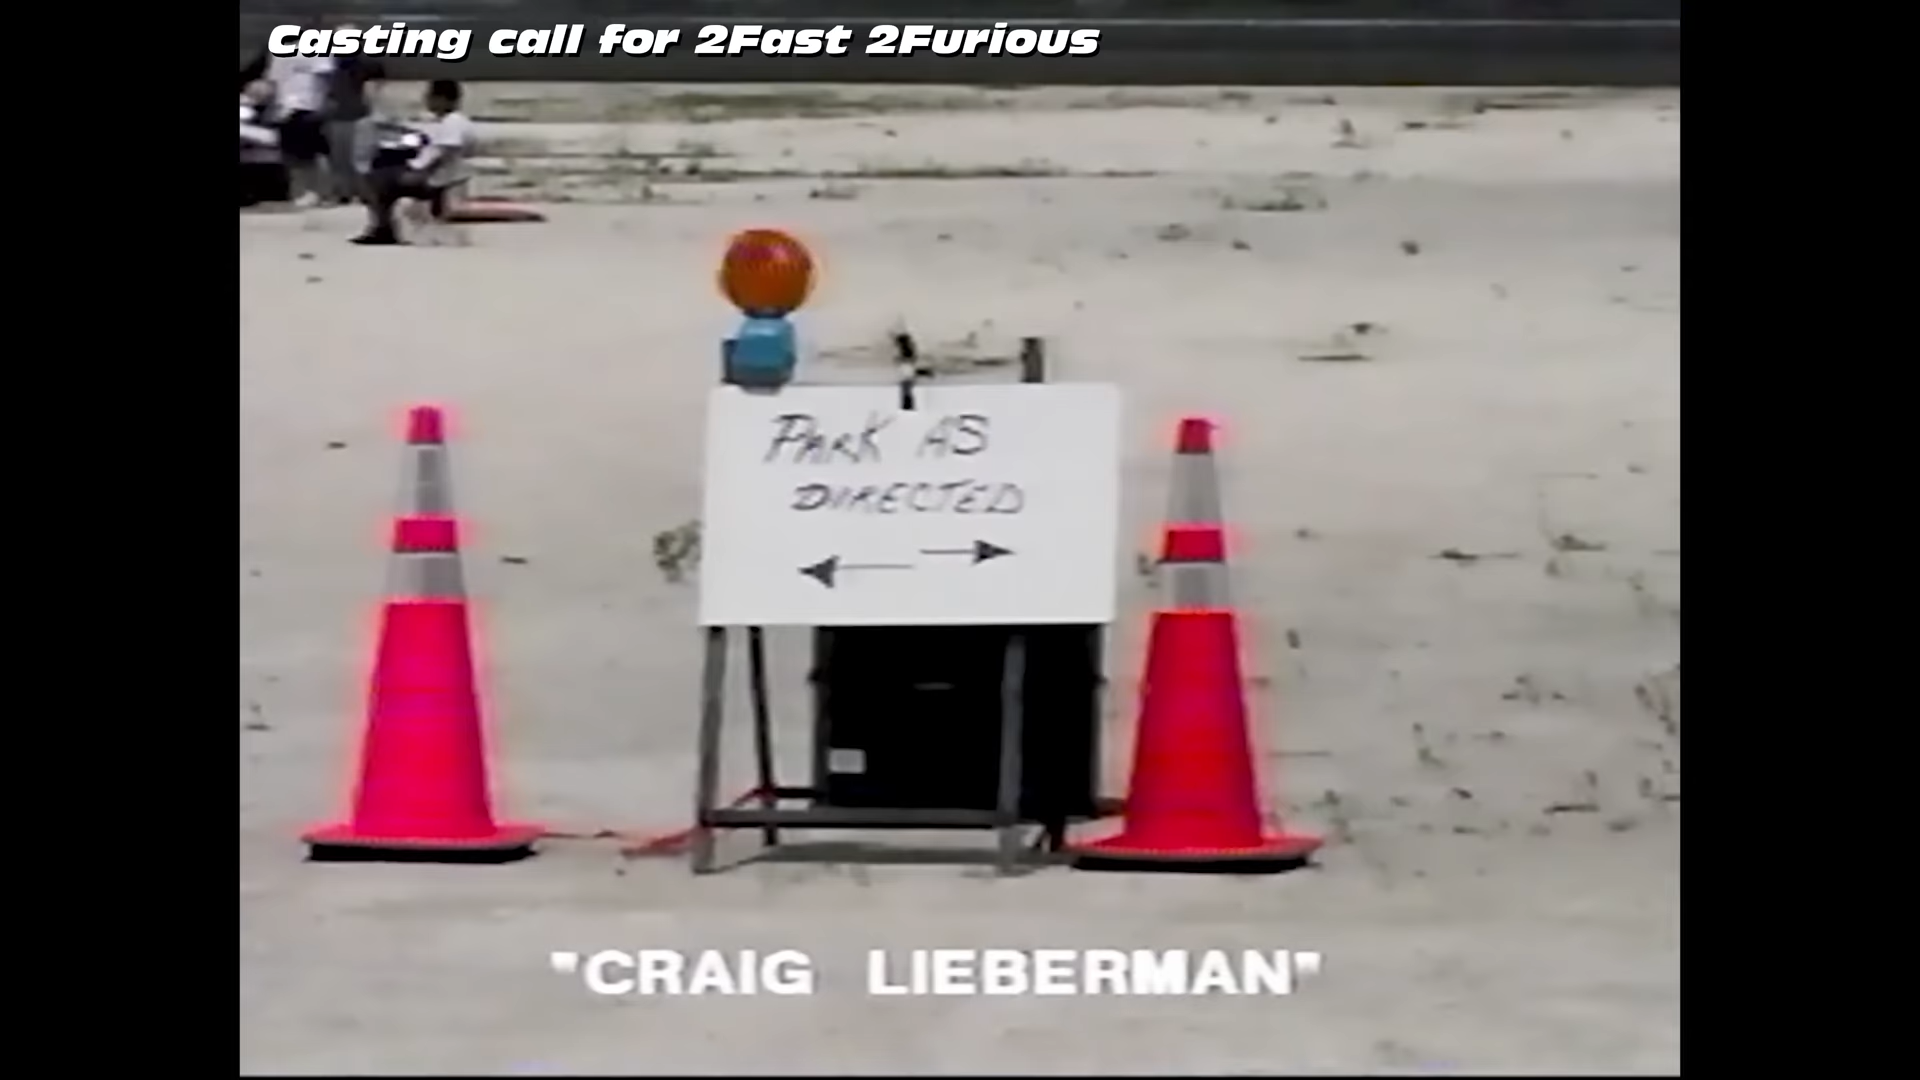 Casting call for 2Fast 2Furious
PARK AS
DIRECTED
"CRAIG LIEBERMAN"